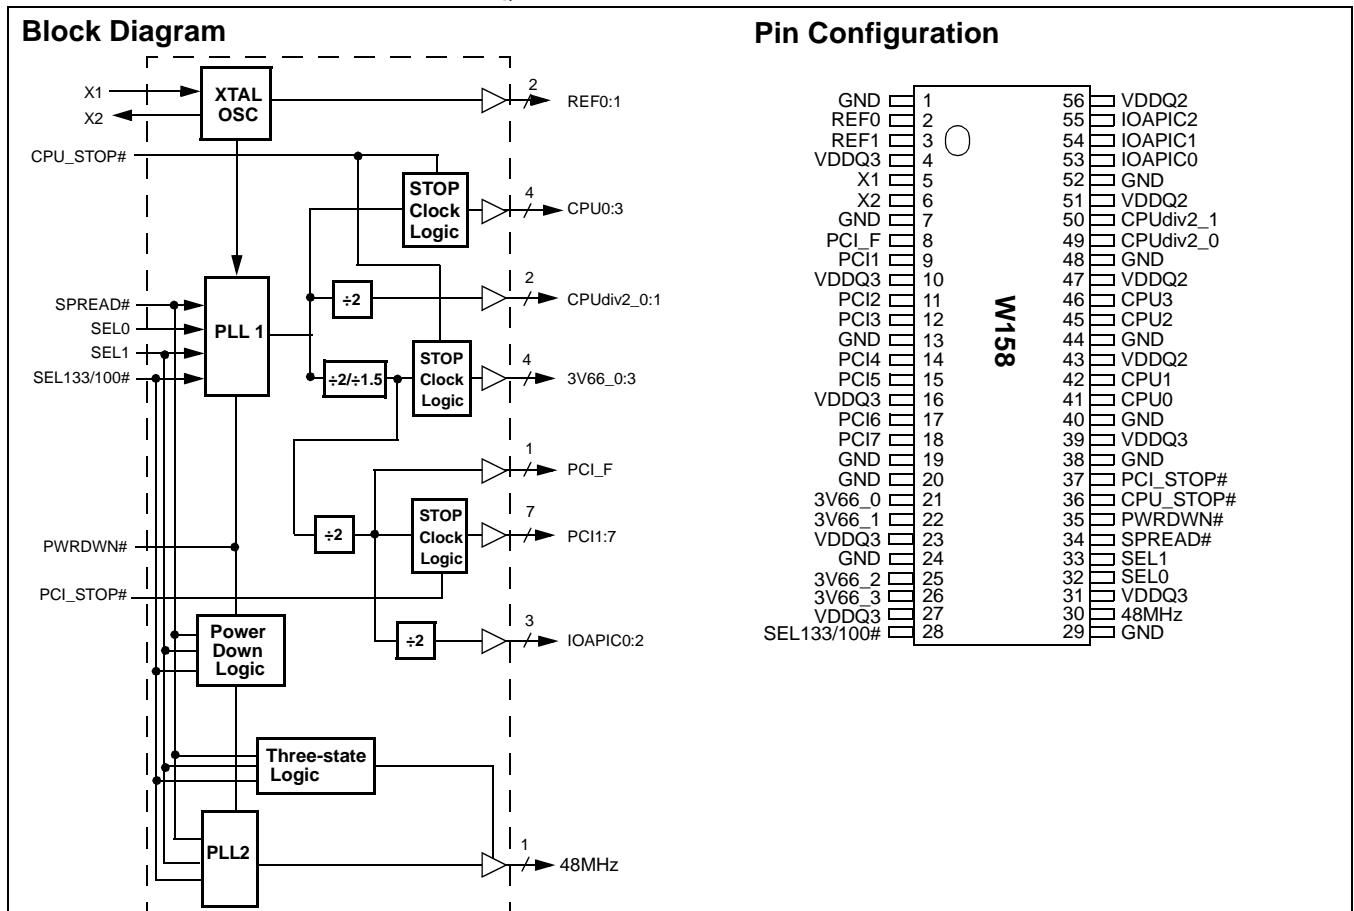 Block Diagram
X1
X2
XTAL
OSC
2
REF0:1
CPU_STOP#
STOP
Clock
Logic
4
CPU0:3
SPREAD#
SEL0
SEL1
SEL133/100#
PLL 1
÷2
2
CPUdiv2_0:1
÷2/÷1.5
STOP
Clock
Logic
4
3V66_0:3
1
PCI_F
÷2
STOP
Clock
Logic
7
PCI1:7
PWRDWN#
PCI_STOP#
Power
Down
Logic
÷2
3
IOAPIC0:2
Three-state
Logic
PLL2
1
48MHz
Pin Configuration
W158
GND 1 56 VDDQ2
REF0 2 55 IOAPIC2
REF1 3 54 IOAPIC1
VDDQ3 4 53 IOAPIC0
X1 5 52 GND
X2 6 51 VDDQ2
GND 7 50 CPUdiv2_1
PCI_F 8 49 CPUdiv2_0
PCI1 9 48 GND
VDDQ3 10 47 VDDQ2
PCI2 11 46 CPU3
PCI3 12 45 CPU2
GND 13 44 GND
PCI4 14 43 VDDQ2
PCI5 15 42 CPU1
VDDQ3 16 41 CPU0
PCI6 17 40 GND
PCI7 18 39 VDDQ3
GND 19 38 GND
GND 20 37 PCI_STOP#
3V66_0 21 36 CPU_STOP#
3V66_1 22 35 PWRDWN#
VDDQ3 23 34 SPREAD#
GND 24 33 SEL1
3V66_2 25 32 SEL0
3V66_3 26 31 VDDQ3
VDDQ3 27 30 48MHz
SEL133/100# 28 29 GND